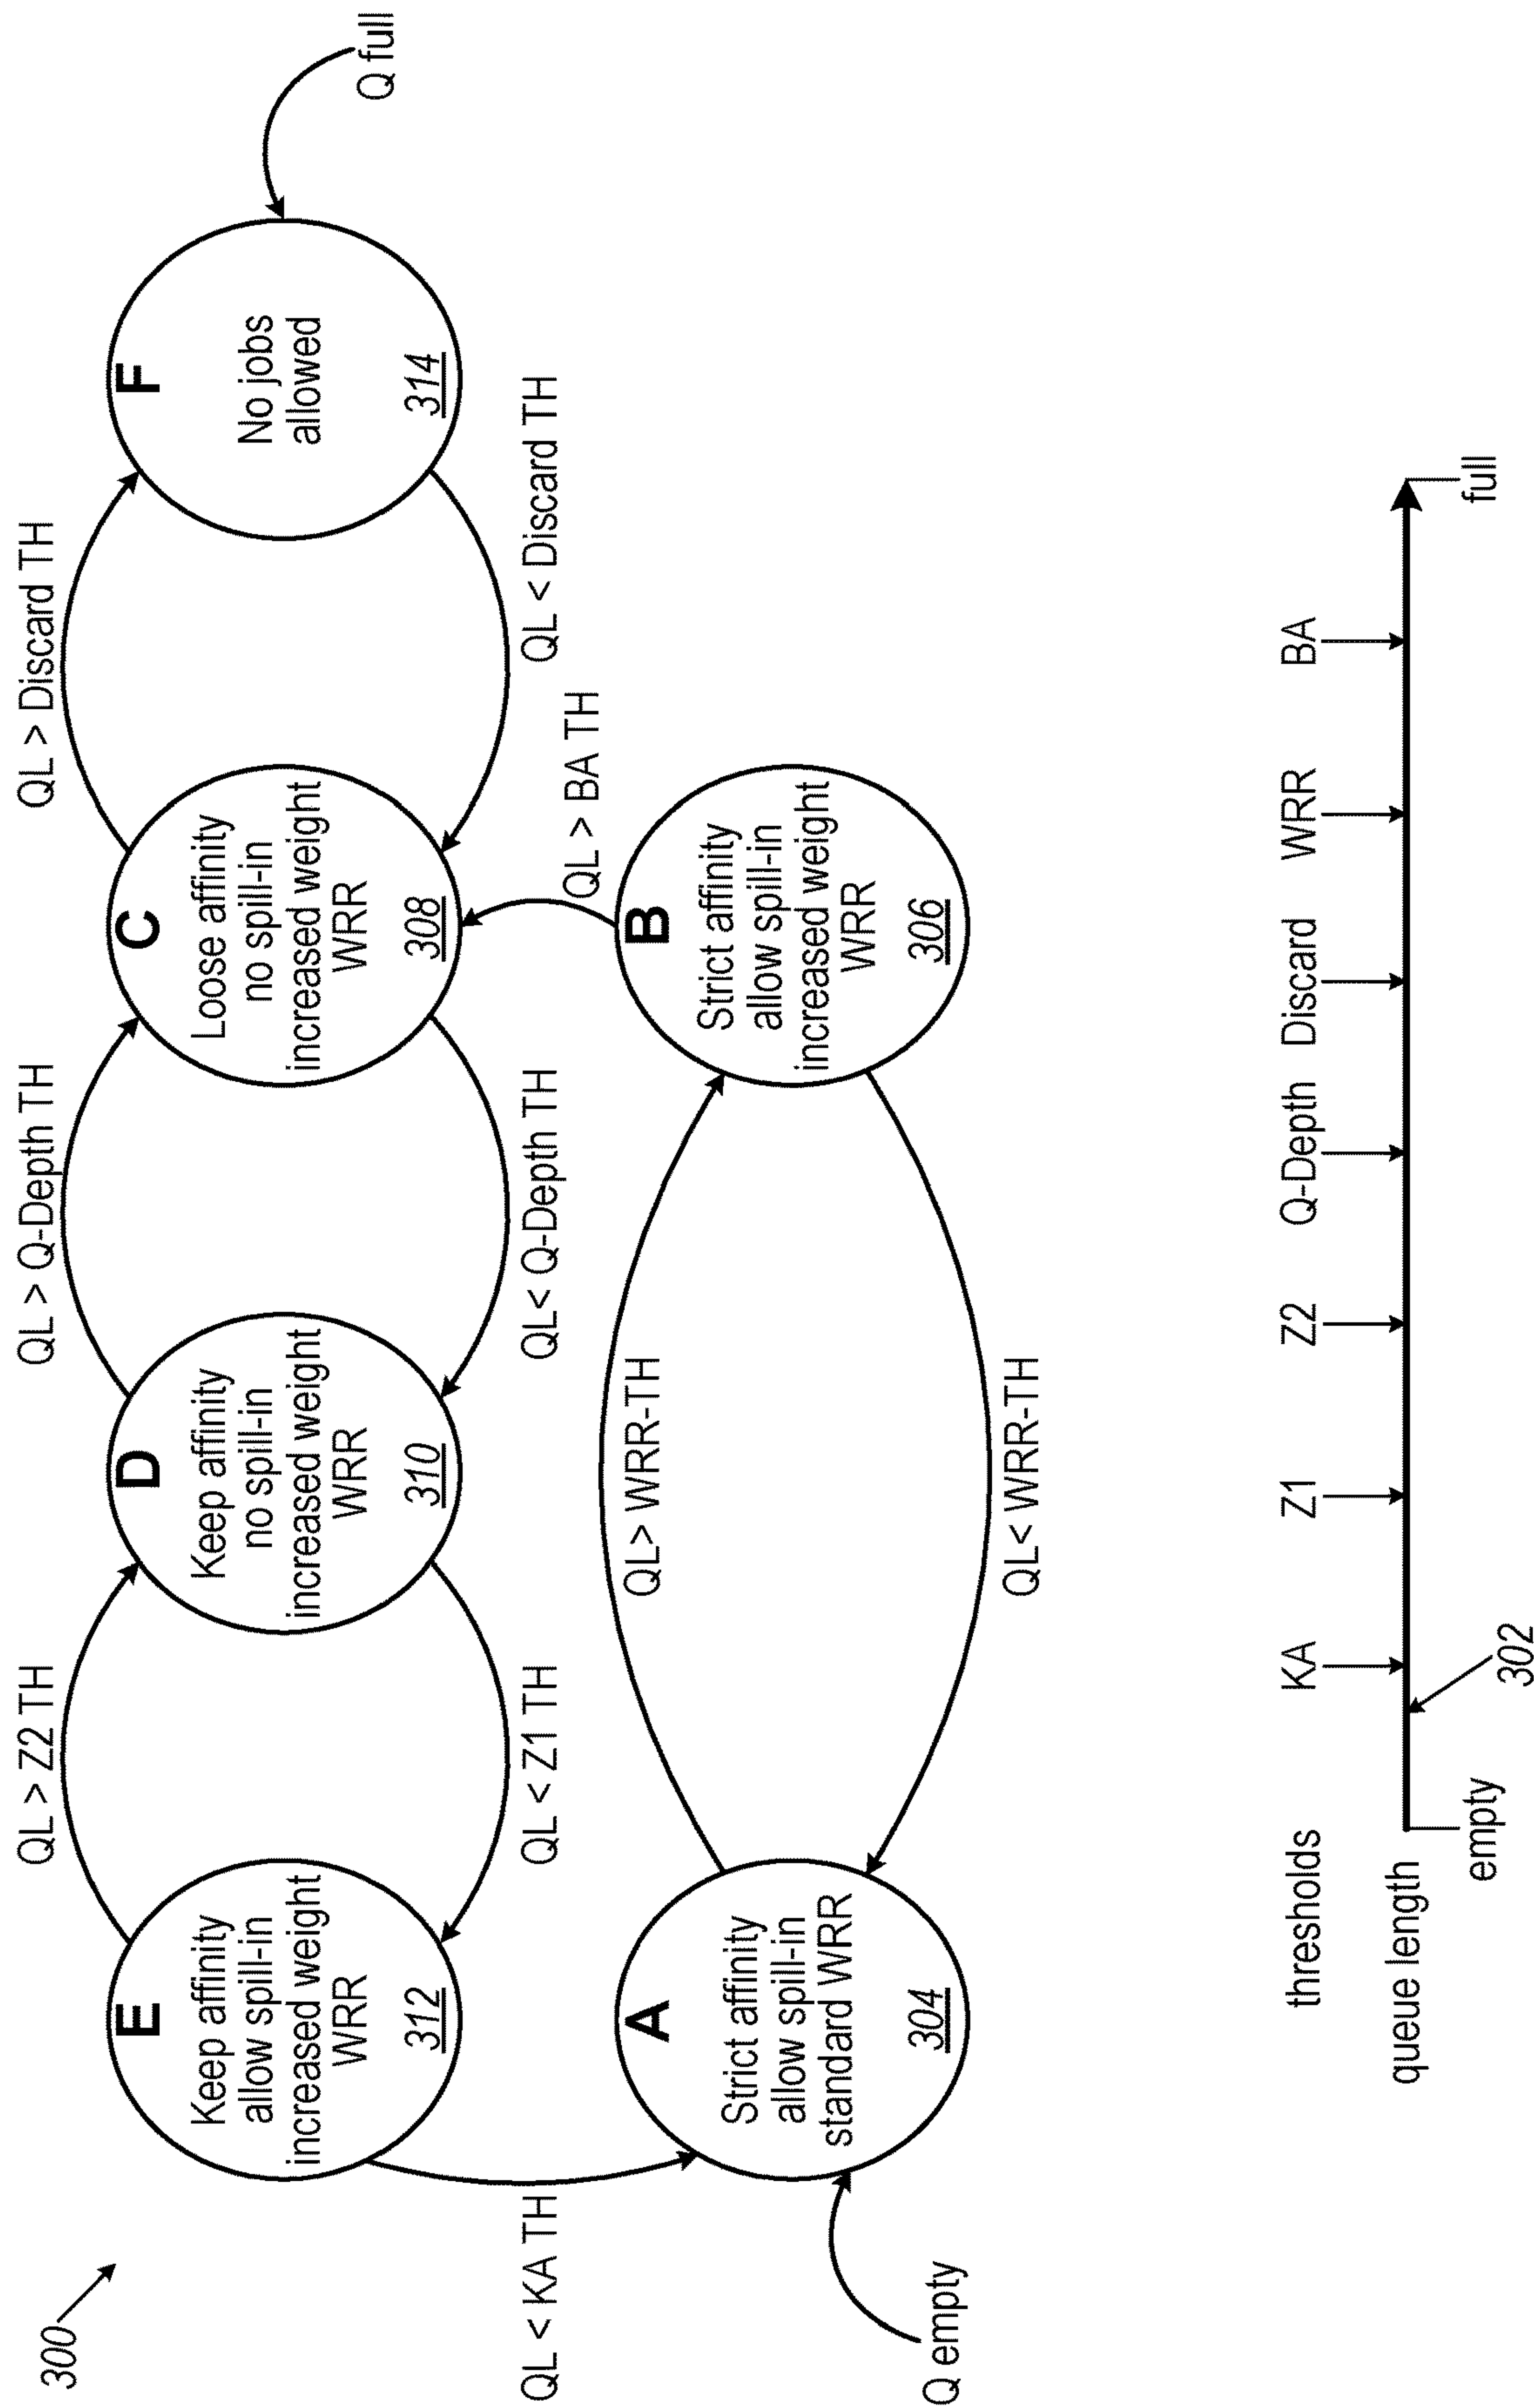 300
QL > Z2 TH
QL > Q-Depth TH
QL > Discard TH
E
Keep affinity
allow spill-in
increased weight
WRR
312
D
Keep affinity
no spill-in
increased weight
WRR
310
C
Loose affinity
no spill-in
increased weight
WRR
308
F
No jobs
allowed
314
Q full
QL < KA TH
QL < Z1 TH
QL< Q-Depth TH
QL < Discard TH
QL > BA TH
A
Strict affinity
allow spill-in
standard WRR
304
QL> WRR-TH
B
Strict affinity
allow spill-in
increased weight
WRR
306
Q empty
QL< WRR-TH
thresholds
KA
Z1
Z2
Q-Depth
Discard
WRR
BA
queue length
empty
302
full